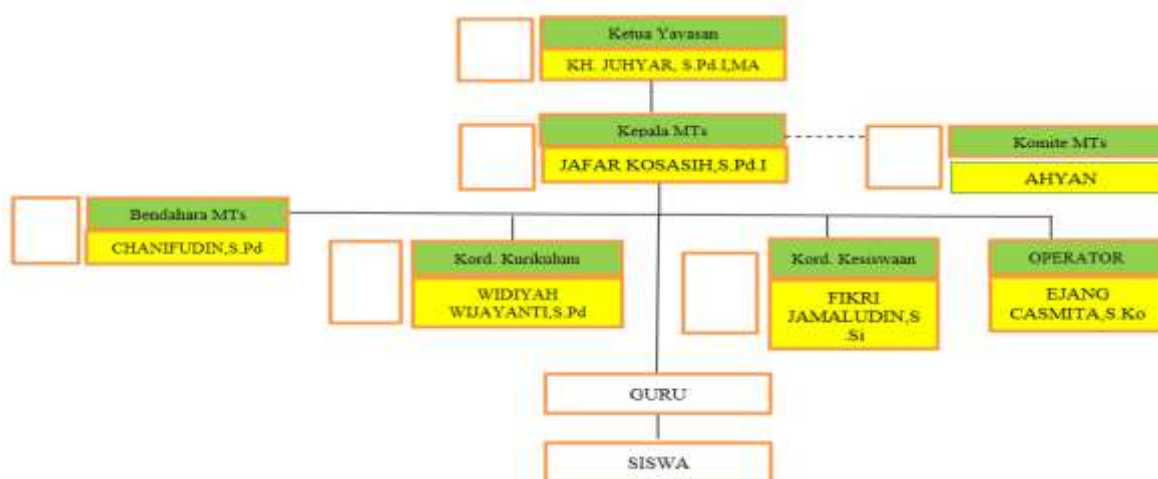 Ketua Yayasan
KH. JUHYAR, S.Pd.I,MA
Kepala MTs
JAFAR KOSASIH,S.Pd.I
Komite MTs
AHYAN
Bendahara MTs
CHANIFUDIN,S.Pd
Kord. Kurikulum
WIDIYAH
WIJAYANTI,S.Pd
Kord. Kesiswaan
FIKRI
JAMALUDIN,S
.Si
OPERATOR
EJANG
CASMITA,S.Ko
GURU
SISWA